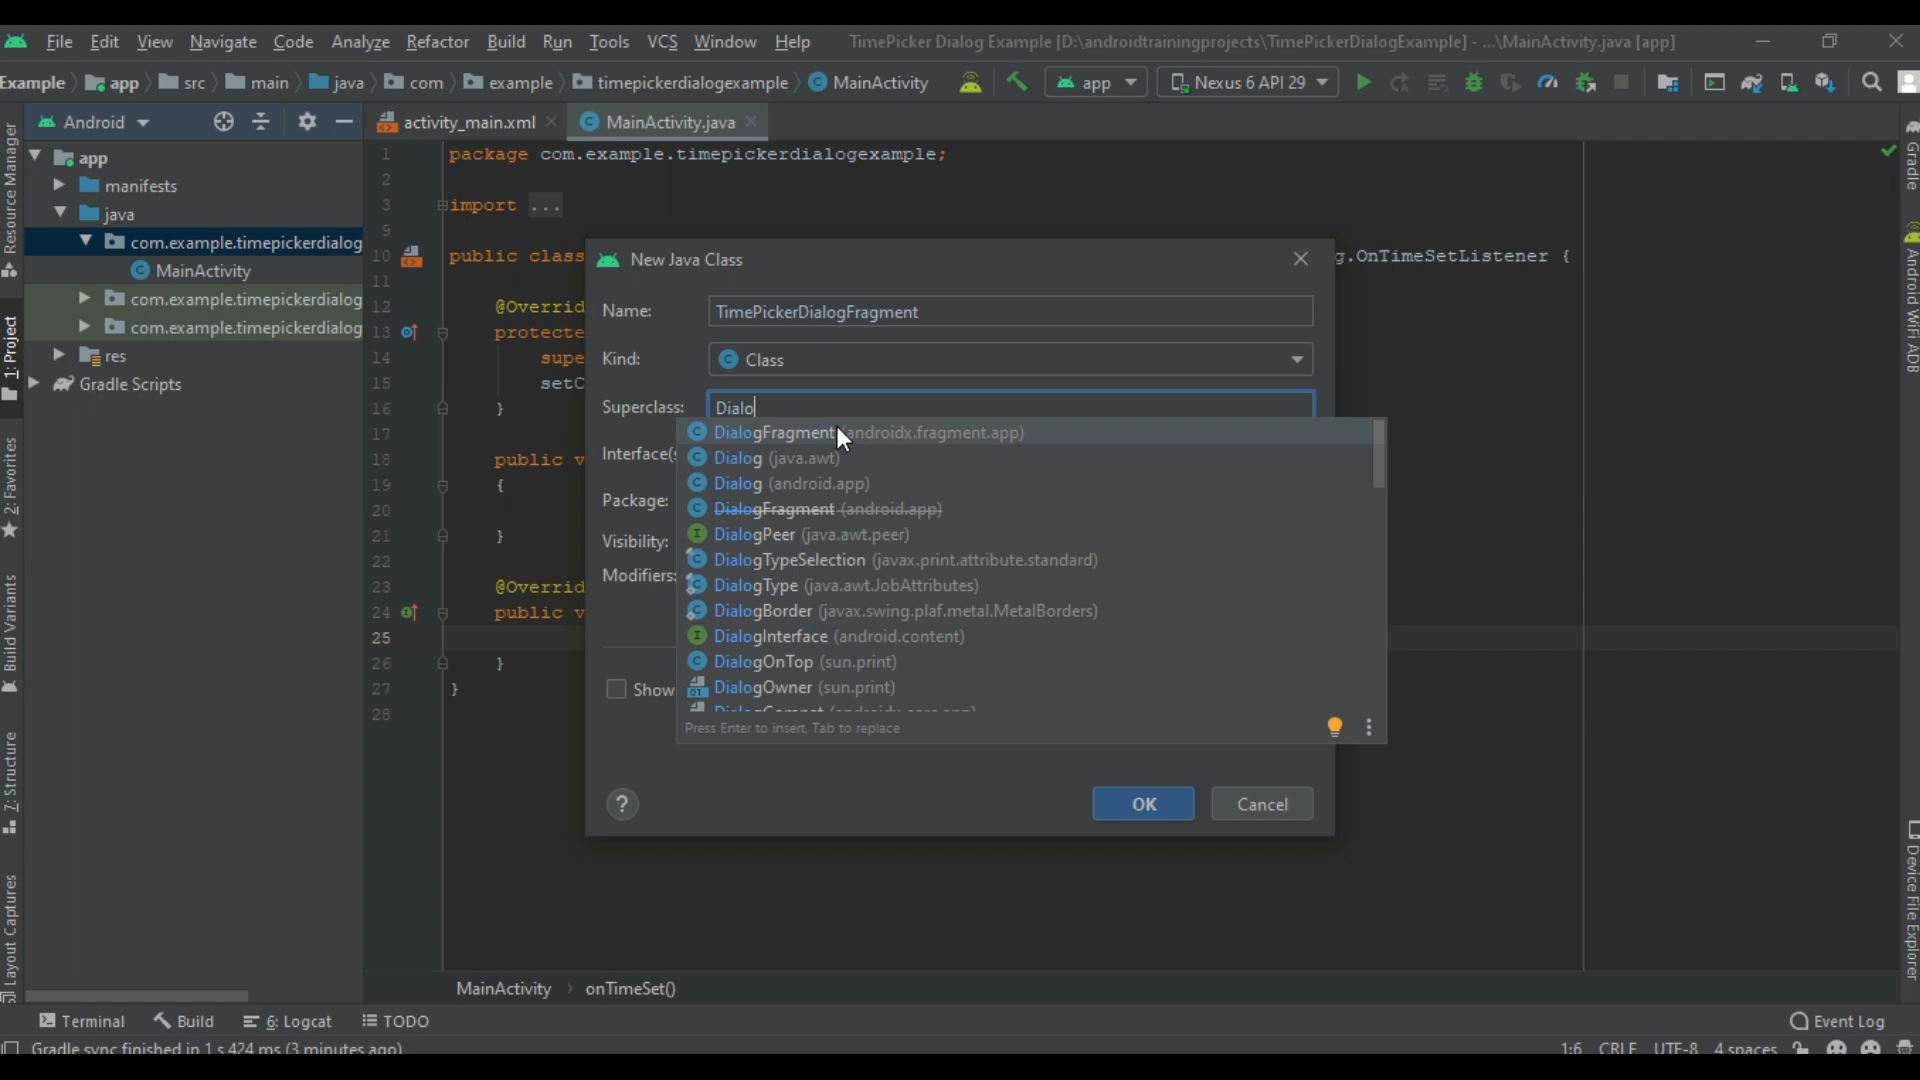 File Edit View Navigate Code Analyze Refactor Build Run Tools VCS Window Help TimePicker Dialog Example [D:\androidtrainingprojects\TimePickerDialogExample] - ...\MainActivity.java [app]
Example app src main java com example timepickerdialogexample MainActivity app Nexus 6 API 29
Android
activity_main.xml MainActivity.java
app
manifests
java
com.example.timepickerdialog
MainActivity
com.example.timepickerdialog
com.example.timepickerdialog
res
Gradle Scripts
Resource Manager
1: Project
2: Favorites
Build Variants
7: Structure
Layout Captures
1 package com.example.timepickerdialogexample;
2
3 import ...
9
10 public class g.OnTimeSetListener {
11
12 @Overrid
13 protecte
14 supe
15 setC
16 }
17
18 public v
19 {
20
21 }
22
23 @Overrid
24 public v
25
26 }
27 }
28
New Java Class
Name: TimePickerDialogFragment
Kind: Class
Superclass: Dialo
Interface(s
Package:
Visibility:
Modifiers:
Show
DialogFragment (androidx.fragment.app)
Dialog (java.awt)
Dialog (android.app)
DialogFragment (android.app)
DialogPeer (java.awt.peer)
DialogTypeSelection (javax.print.attribute.standard)
DialogType (java.awt.JobAttributes)
DialogBorder (javax.swing.plaf.metal.MetalBorders)
DialogInterface (android.content)
DialogOnTop (sun.print)
DialogOwner (sun.print)
Press Enter to insert, Tab to replace
? OK Cancel
Gradle
Android WiFi ADB
Device File Explorer
MainActivity onTimeSet()
Terminal Build 6: Logcat TODO Event Log
Gradle sync finished in 1 s 424 ms (3 minutes ago) 1:6 CRLF UTF-8 4 spaces